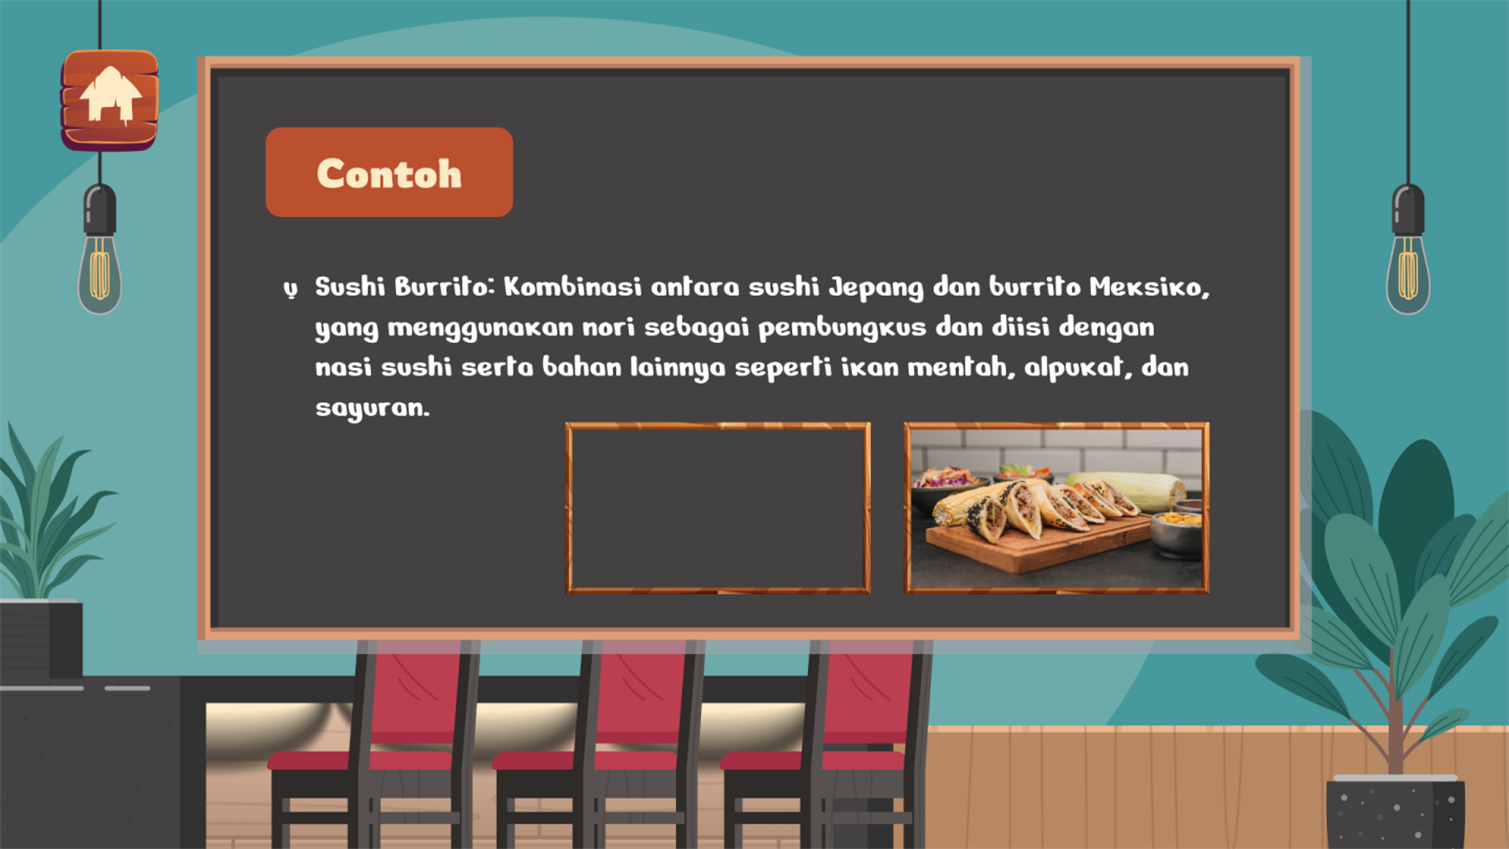 Contoh
y Sushi Burrito: Kombinasi antara sushi Jepang dan burrito Meksiko,
yang menggunakan nori sebagai pembungkus dan diisi dengan
nasi sushi serta bahan lainnya seperti ikan mentah, alpukat, dan
sayuran.